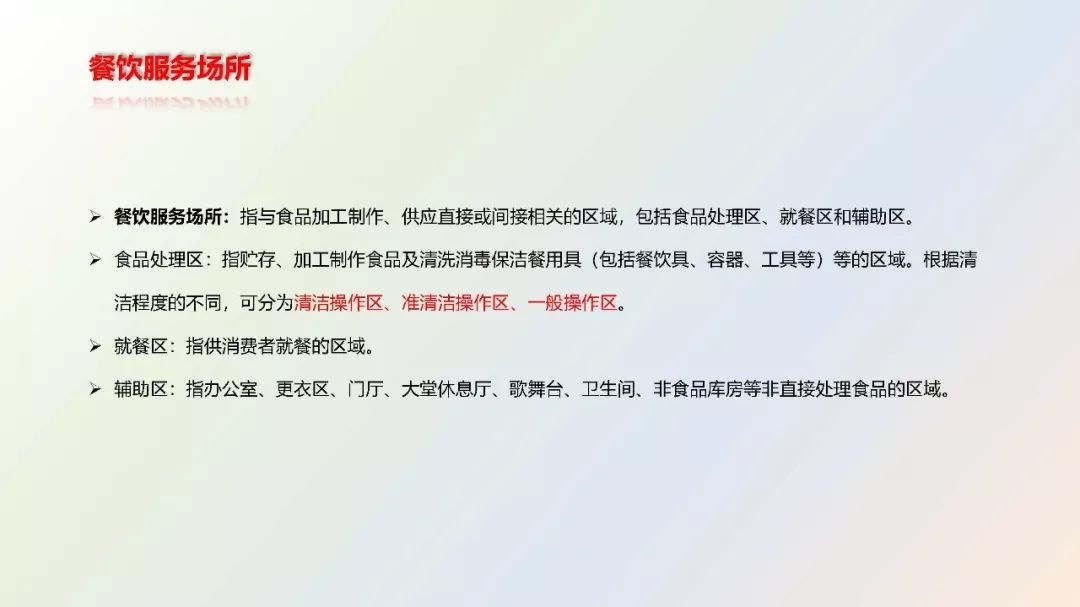 餐饮服务场所
➢ 餐饮服务场所：指与食品加工制作、供应直接或间接相关的区域，包括食品处理区、就餐区和辅助区。
➢ 食品处理区：指贮存、加工制作食品及清洗消毒保洁餐用具（包括餐饮具、容器、工具等）等的区域。根据清
洁程度的不同，可分为清洁操作区、准清洁操作区、一般操作区。
➢ 就餐区：指供消费者就餐的区域。
➢ 辅助区：指办公室、更衣区、门厅、大堂休息厅、歌舞台、卫生间、非食品库房等非直接处理食品的区域。